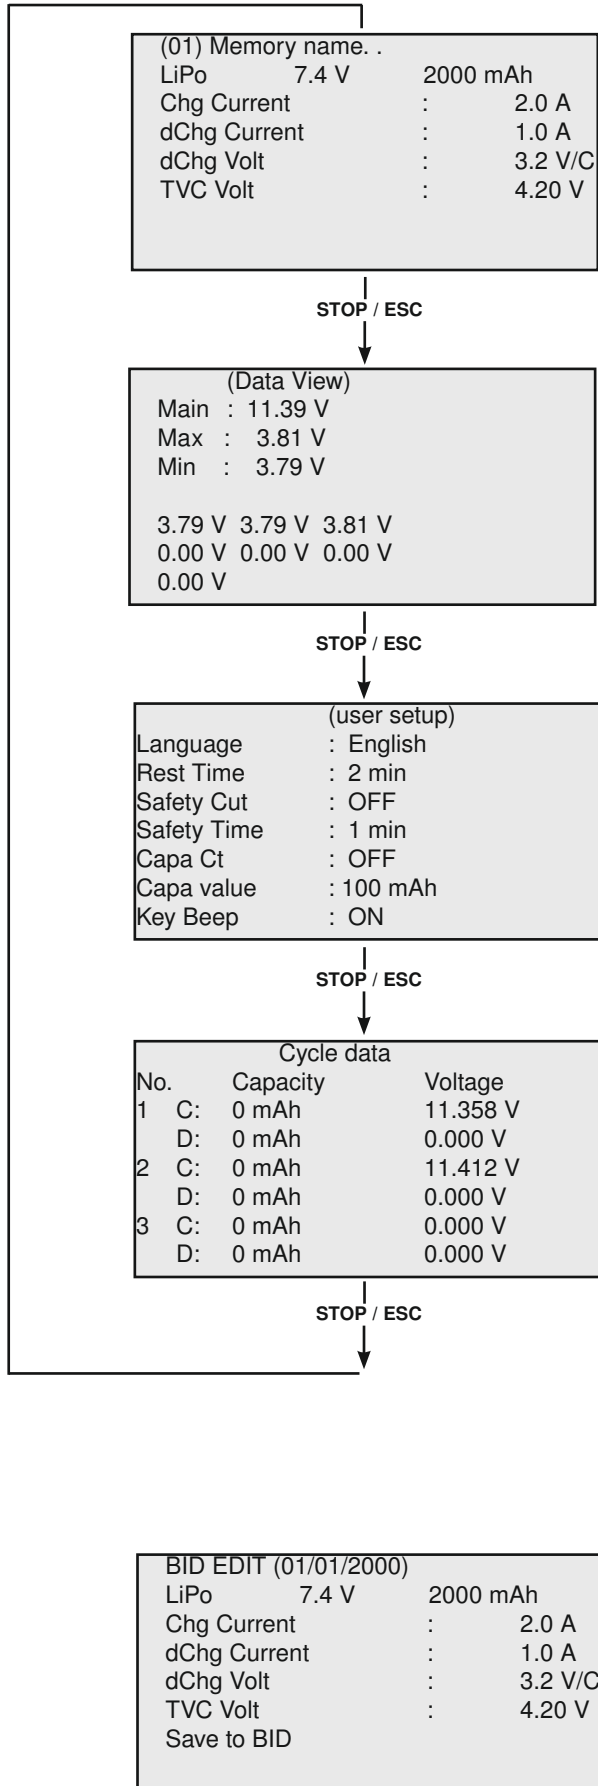 (01) Memory name. .
LiPo 7.4 V 2000 mAh
Chg Current : 2.0 A
dChg Current : 1.0 A
dChg Volt : 3.2 V/C
TVC Volt : 4.20 V
STOP / ESC
(Data View)
Main : 11.39 V
Max : 3.81 V
Min : 3.79 V
3.79 V 3.79 V 3.81 V
0.00 V 0.00 V 0.00 V
0.00 V
STOP / ESC
(user setup)
Language : English
Rest Time : 2 min
Safety Cut : OFF
Safety Time : 1 min
Capa Ct : OFF
Capa value : 100 mAh
Key Beep : ON
STOP / ESC
Cycle data
No. Capacity Voltage
1 C: 0 mAh 11.358 V
D: 0 mAh 0.000 V
2 C: 0 mAh 11.412 V
D: 0 mAh 0.000 V
3 C: 0 mAh 0.000 V
D: 0 mAh 0.000 V
STOP / ESC
BID EDIT (01/01/2000)
LiPo 7.4 V 2000 mAh
Chg Current : 2.0 A
dChg Current : 1.0 A
dChg Volt : 3.2 V/C
TVC Volt : 4.20 V
Save to BID